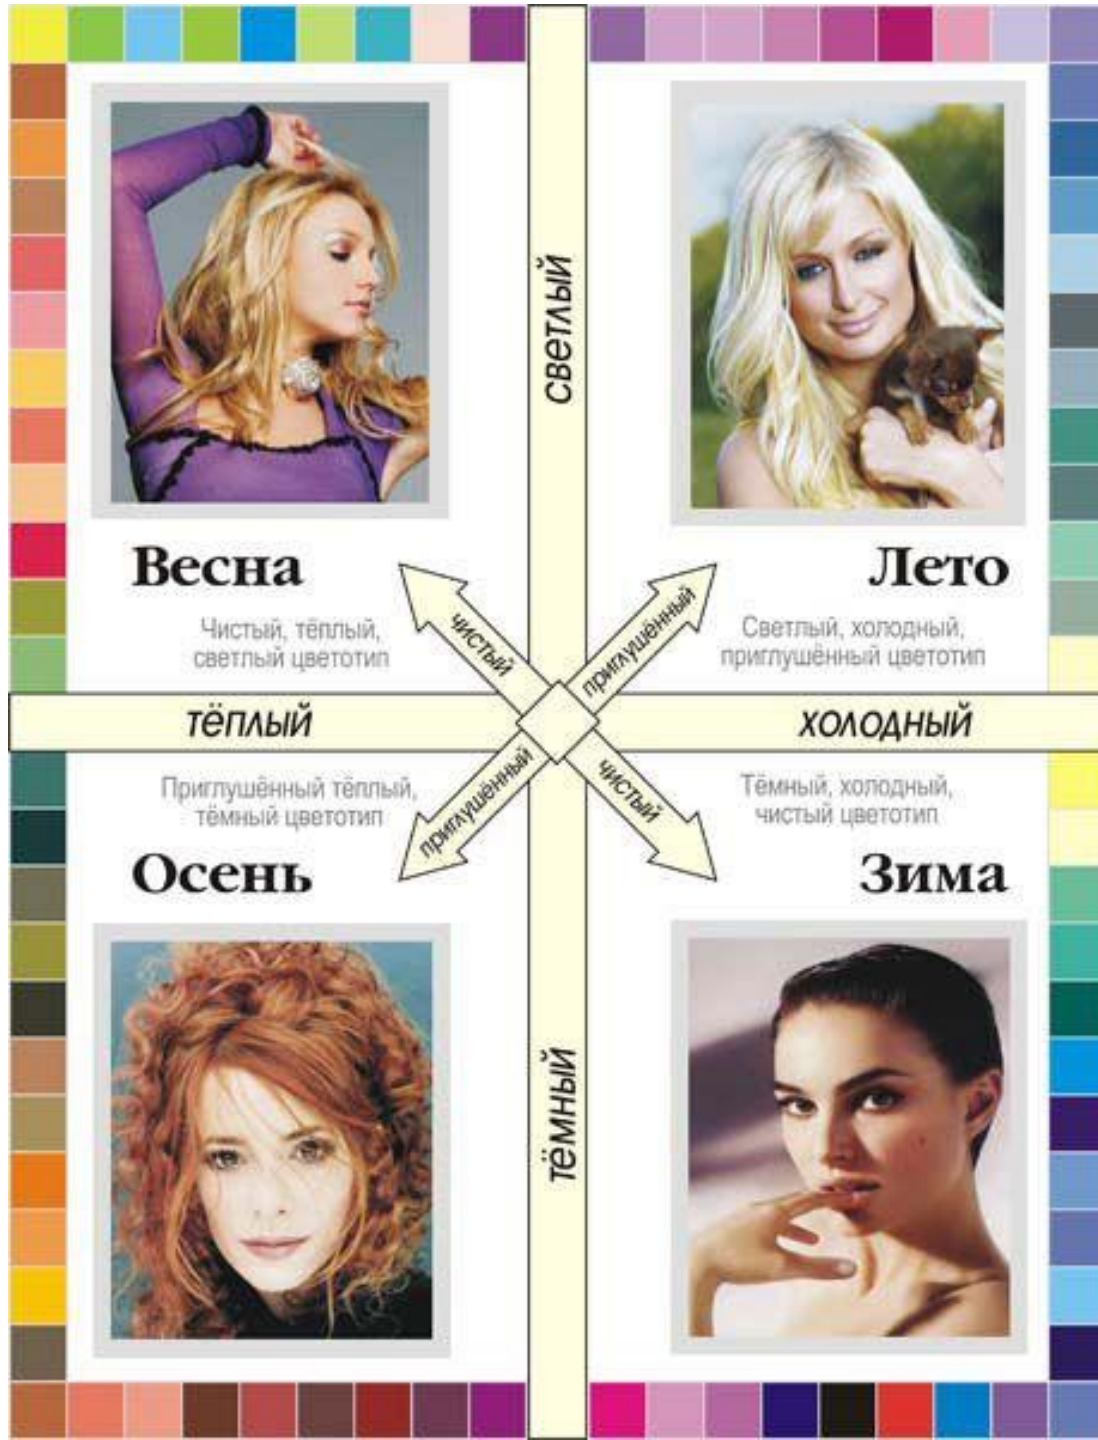 СВЕТЛЫЙ
Весна
Чистый, тёплый,
светлый цветотип
Лето
Светлый, холодный,
приглушённый цветотип
чистый
приглушённый
ТЁПЛЫЙ
ХОЛОДНЫЙ
приглушённый
чистый
Приглушённый тёплый,
тёмный цветотип
Осень
Тёмный, холодный,
чистый цветотип
Зима
ТЁМНЫЙ